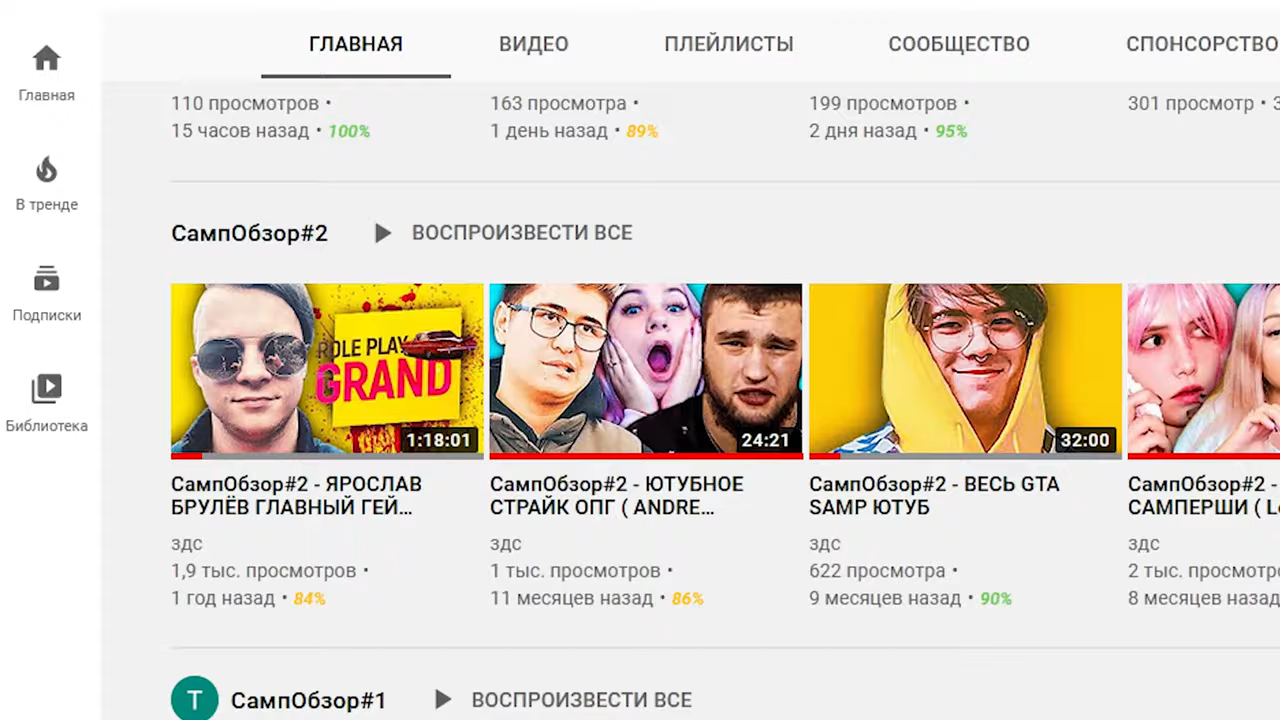 ГЛАВНАЯ ВИДЕО ПЛЕЙЛИСТЫ СООБЩЕСТВО СПОНСОРСТВО
Главная
В тренде
Подписки
Библиотека
110 просмотров • 163 просмотра • 199 просмотров • 301 просмотр • 3
15 часов назад • 100% 1 день назад • 89% 2 дня назад • 95%
СампОбзор#2 ВОСПРОИЗВЕСТИ ВСЕ
ROLE PLAY
GRAND
1:18:01 24:21 32:00
СампОбзор#2 - ЯРОСЛАВ
БРУЛЁВ ГЛАВНЫЙ ГЕЙ...
здс
1,9 тыс. просмотров •
1 год назад • 84%
СампОбзор#2 - ЮТУБНОЕ
СТРАЙК ОПГ ( ANDRE...
здс
1 тыс. просмотров •
11 месяцев назад • 86%
СампОбзор#2 - ВЕСЬ GTA
SAMP ЮТУБ
здс
622 просмотра •
9 месяцев назад • 90%
СампОбзор#2 -
САМПЕРШИ ( L
здс
2 тыс. просмотро
8 месяцев назад
T СампОбзор#1 ВОСПРОИЗВЕСТИ ВСЕ